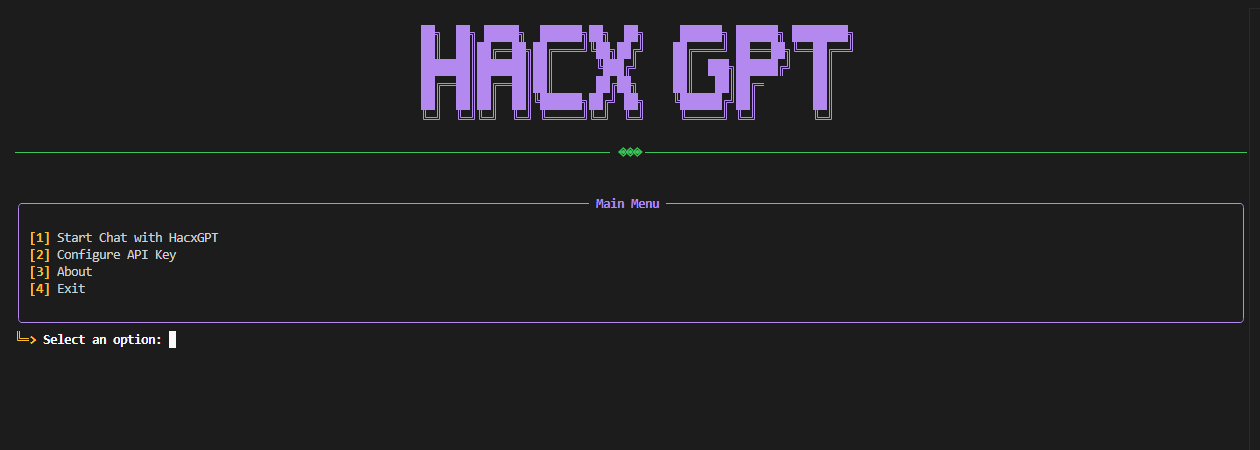 HACX GPT
Main Menu
[1] Start Chat with HacxGPT
[2] Configure API Key
[3] About
[4] Exit
Select an option: